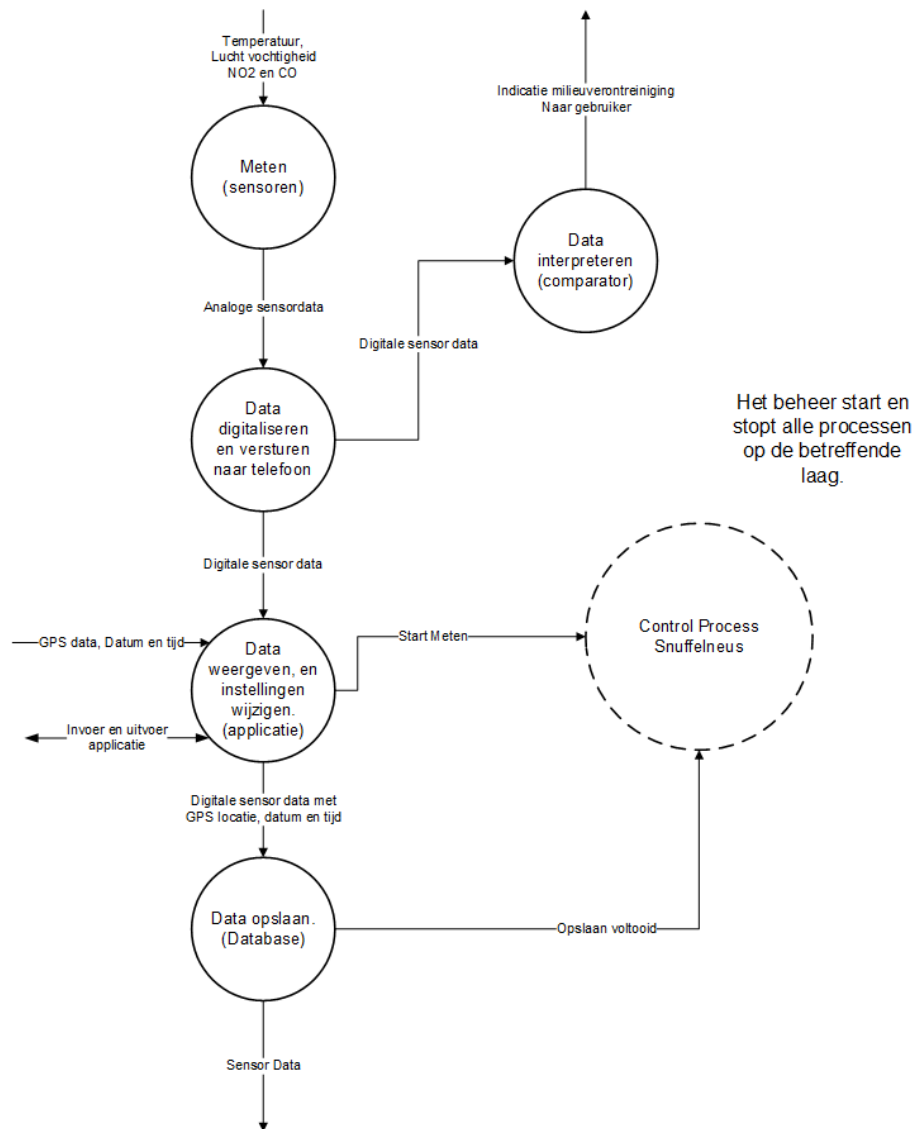 Temperatuur,
Lucht vochtigheid
NO2 en CO
Indicatie milieuverontreiniging
Naar gebruiker
Meten
(sensoren)
Data
interpreteren
(comparator)
Analoge sensordata
Digitale sensor data
Data
digitaliseren
en versturen
naar telefoon
Het beheer start en
stopt alle processen
op de betreffende
laag.
Digitale sensor data
GPS data, Datum en tijd
Data
weergeven, en
instellingen
wijzigen.
(applicatie)
Start Meten
Control Process
Snuffelneus
Invoer en uitvoer
applicatie
Digitale sensor data met
GPS locatie, datum en tijd
Data opslaan.
(Database)
Opslaan voltooid
Sensor Data